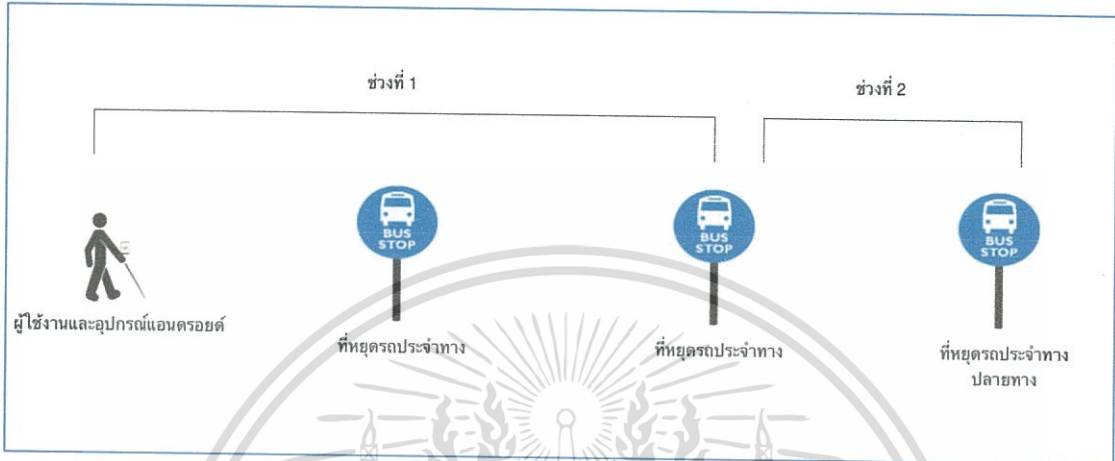 ช่วงที่ 1
ช่วงที่ 2
BUS
STOP
BUS
STOP
BUS
STOP
ผู้ใช้งานและอุปกรณ์แอนดรอยด์
ที่หยุดรถประจำทาง
ที่หยุดรถประจำทาง
ที่หยุดรถประจำทาง
ปลายทาง